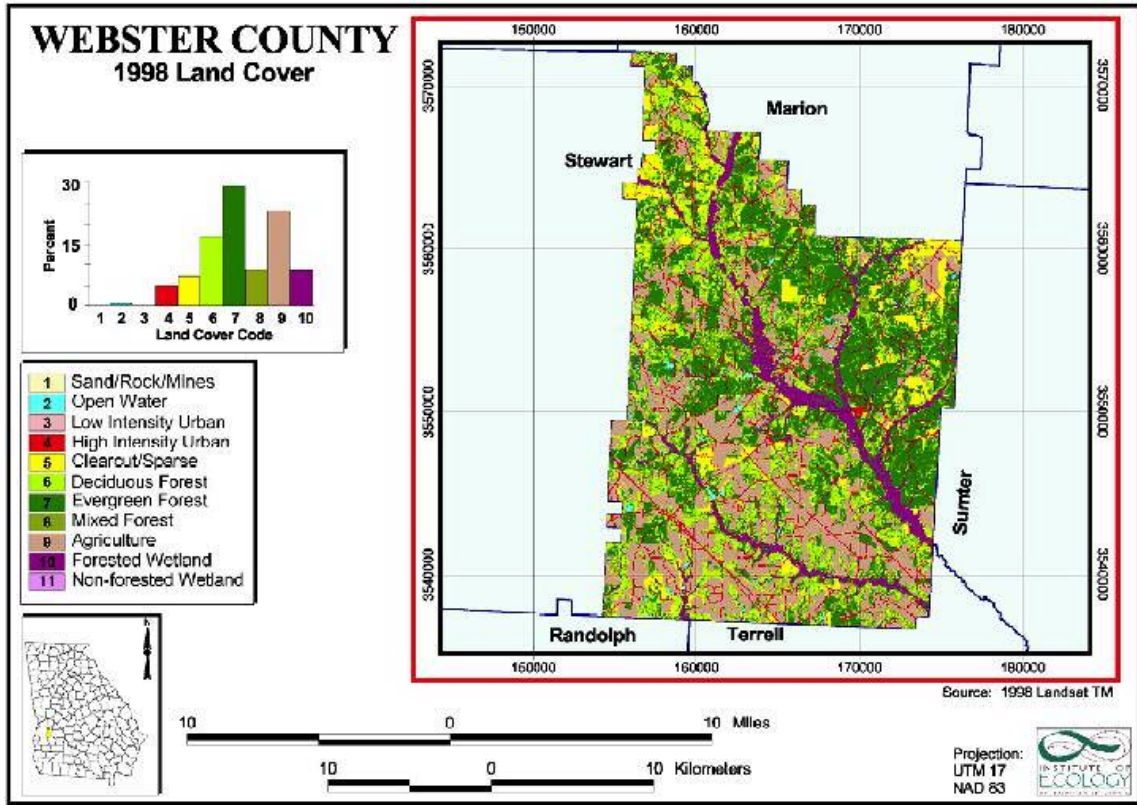 WEBSTER COUNTY
1998 Land Cover
30
15
0
Percent
1 2 3 4 5 6 7 8 9 10
Land Cover Code
1 Sand/Rock/Mines
2 Open Water
3 Low Intensity Urban
4 High Intensity Urban
5 Clearcut/Sparse
6 Deciduous Forest
7 Evergreen Forest
8 Mixed Forest
9 Agriculture
10 Forested Wetland
11 Non-forested Wetland
150000 160000 170000 180000
3570000 3570000
Marion
Stewart
3560000 3560000
3550000 3550000
Sumter
3540000 3540000
Randolph Terrell
150000 160000 170000 180000
Source: 1998 Landsat TM
10 0 10 Miles
10 0 10 Kilometers
Projection:
UTM 17
NAD 83
INSTITUTE OF
ECOLOGY